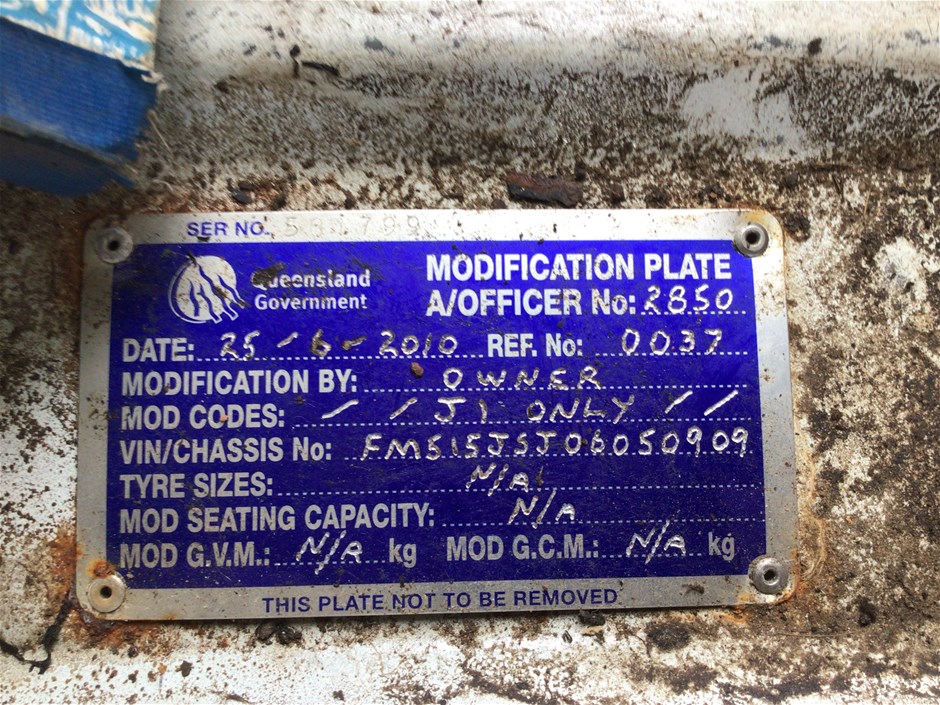 SER NO.
Queensland
Government
MODIFICATION PLATE
A/OFFICER No: 2850
DATE: 25 - 6 - 2010 REF. No: 0037
MODIFICATION BY: OWNER
MOD CODES: / / J1 ONLY / /
VIN/CHASSIS No: FM515JSJ06050909
TYRE SIZES: N/A
MOD SEATING CAPACITY: N/A
MOD G.V.M.: N/A kg MOD G.C.M.: N/A kg
THIS PLATE NOT TO BE REMOVED